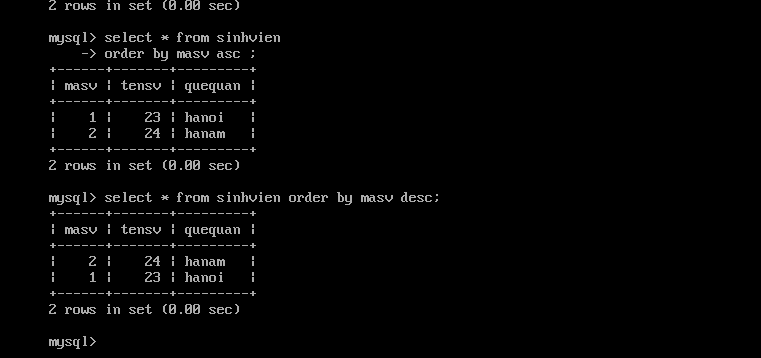 2 rows in set (0.00 sec)
mysql> select * from sinhvien
    -> order by masv asc ;
+------+-------+---------+
¦ masv ¦ tensv ¦ quequan ¦
+------+-------+---------+
¦    1 ¦    23 ¦ hanoi   ¦
¦    2 ¦    24 ¦ hanam   ¦
+------+-------+---------+
2 rows in set (0.00 sec)
mysql> select * from sinhvien order by masv desc;
+------+-------+---------+
¦ masv ¦ tensv ¦ quequan ¦
+------+-------+---------+
¦    2 ¦    24 ¦ hanam   ¦
¦    1 ¦    23 ¦ hanoi   ¦
+------+-------+---------+
2 rows in set (0.00 sec)
mysql>